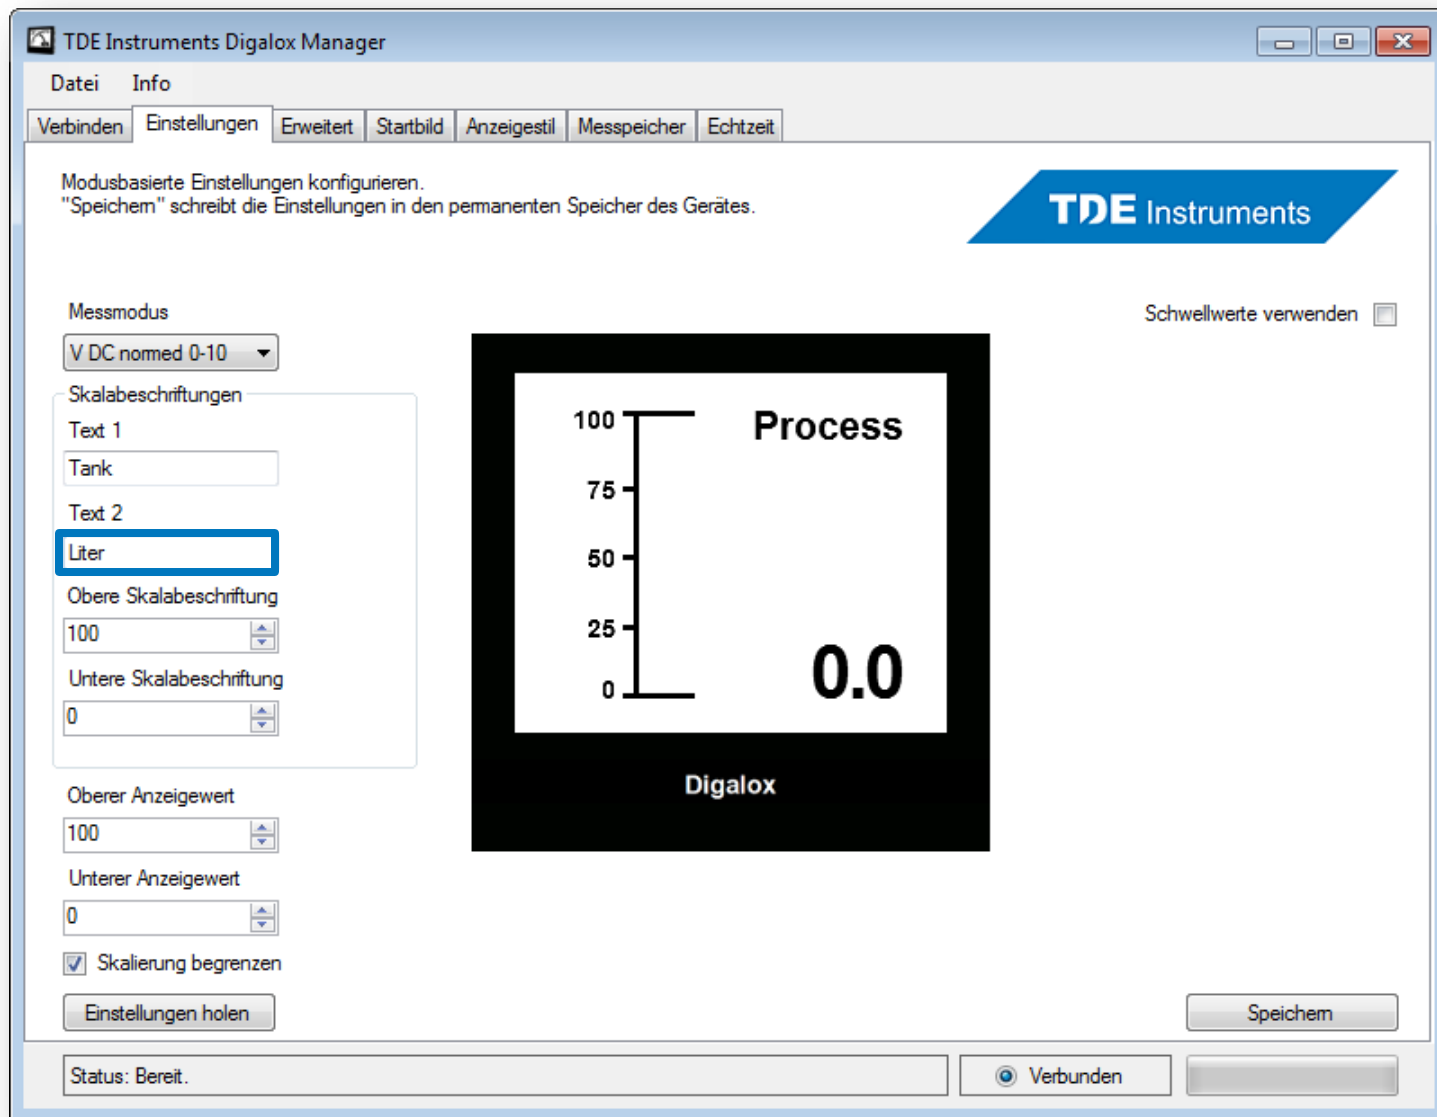 TDE Instruments Digalox Manager
Datei Info
Verbinden Einstellungen Erweitert Startbild Anzeigestil Messpeicher Echtzeit
Modusbasierte Einstellungen konfigurieren.
"Speichern" schreibt die Einstellungen in den permanenten Speicher des Gerätes.
TDE Instruments
Messmodus
Schwellwerte verwenden
V DC normed 0-10
Skalabeschriftungen
Text 1
Tank
Text 2
Liter
Obere Skalabeschriftung
100
Untere Skalabeschriftung
0
Oberer Anzeigewert
100
Unterer Anzeigewert
0
Skalierung begrenzen
Einstellungen holen
100
Process
75
50
25
0
0.0
Digalox
Speichern
Status: Bereit.
Verbunden